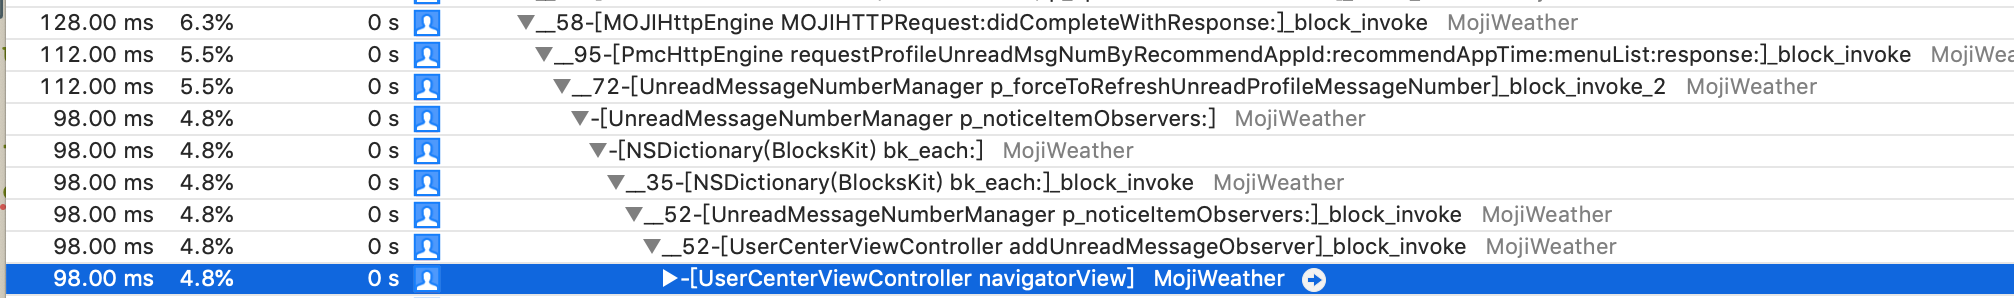 128.00 ms 6.3% 0 s ▼__58-[MOJIHttpEngine MOJIHTTPRequest:didCompleteWithResponse:]_block_invoke MojiWeather
112.00 ms 5.5% 0 s ▼__95-[PmcHttpEngine requestProfileUnreadMsgNumByRecommendAppId:recommendAppTime:menuList:response:]_block_invoke MojiWea
112.00 ms 5.5% 0 s ▼__72-[UnreadMessageNumberManager p_forceToRefreshUnreadProfileMessageNumber]_block_invoke_2 MojiWeather
98.00 ms 4.8% 0 s ▼-[UnreadMessageNumberManager p_noticeItemObservers:] MojiWeather
98.00 ms 4.8% 0 s ▼-[NSDictionary(BlocksKit) bk_each:] MojiWeather
98.00 ms 4.8% 0 s ▼__35-[NSDictionary(BlocksKit) bk_each:]_block_invoke MojiWeather
98.00 ms 4.8% 0 s ▼__52-[UnreadMessageNumberManager p_noticeItemObservers:]_block_invoke MojiWeather
98.00 ms 4.8% 0 s ▼__52-[UserCenterViewController addUnreadMessageObserver]_block_invoke MojiWeather
98.00 ms 4.8% 0 s ▶-[UserCenterViewController navigatorView] MojiWeather